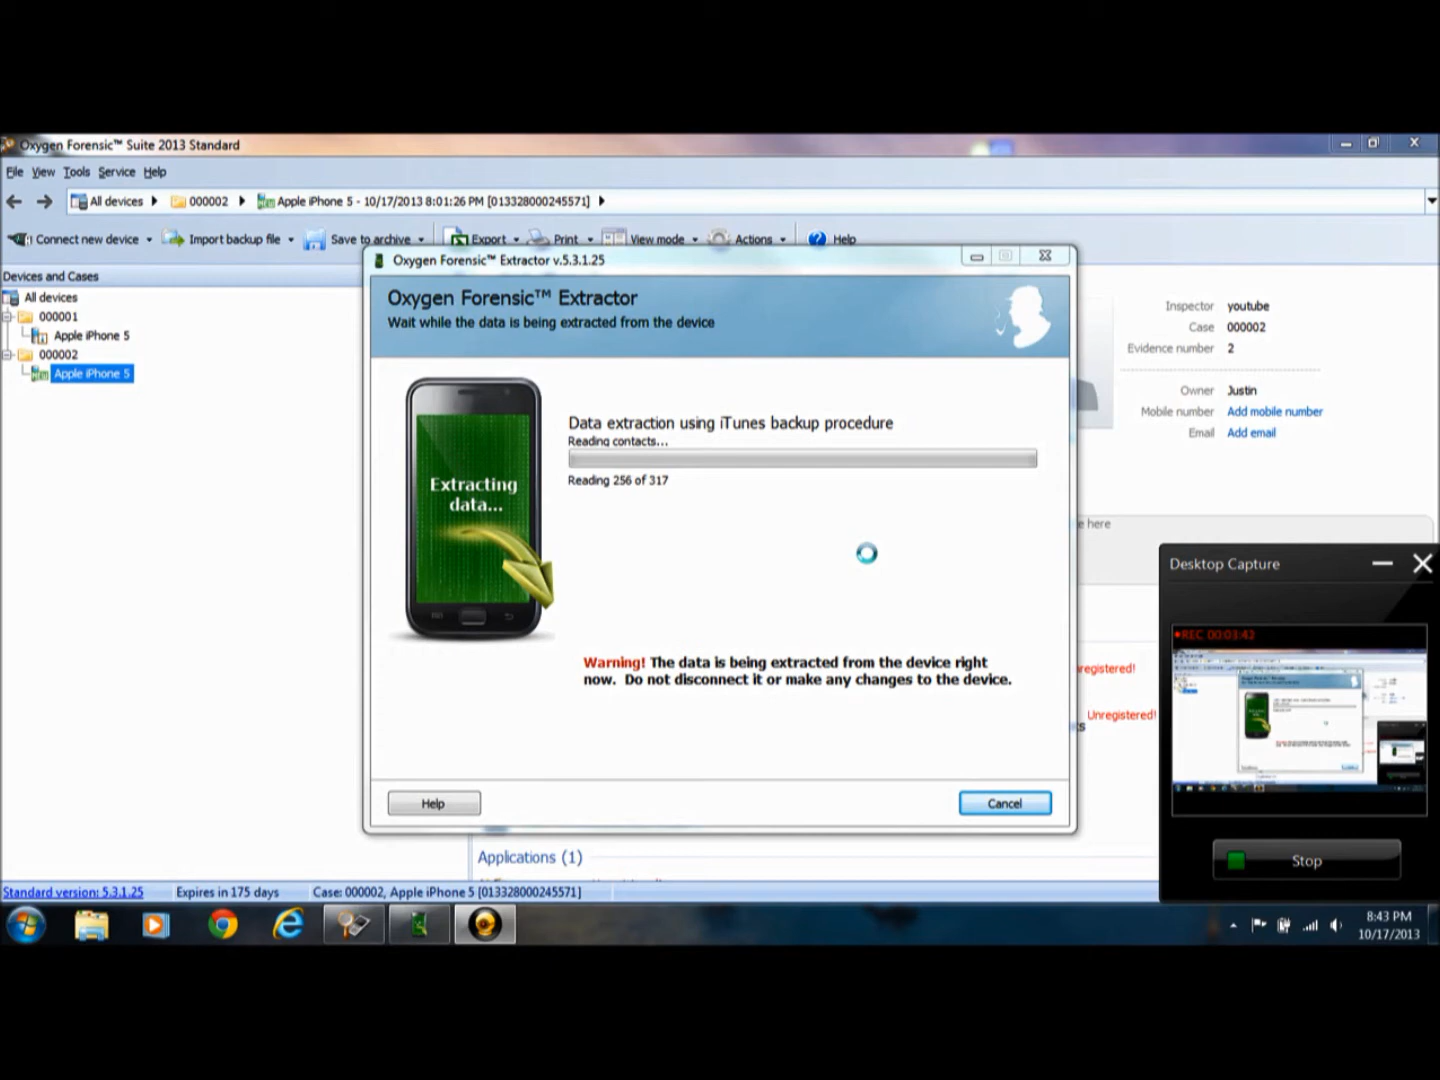 Oxygen Forensic™ Suite 2013 Standard
File View Tools Service Help
All devices 000002 Apple iPhone 5 - 10/17/2013 8:01:26 PM [013328000245571]
Connect new device Import backup file Save to archive Export Print View mode Actions Help
Devices and Cases
All devices
000001
Apple iPhone 5
000002
Apple iPhone 5
Oxygen Forensic™ Extractor v.5.3.1.25
Oxygen Forensic™ Extractor
Wait while the data is being extracted from the device
Extracting
data...
Data extraction using iTunes backup procedure
Reading contacts...
Reading 256 of 317
Warning! The data is being extracted from the device right
now. Do not disconnect it or make any changes to the device.
Help
Cancel
Inspector youtube
Case 000002
Evidence number 2
Owner Justin
Mobile number Add mobile number
Email Add email
here
Unregistered!
Desktop Capture
REC 00:03:43
Stop
Applications (1)
Standard version: 5.3.1.25 Expires in 175 days Case: 000002, Apple iPhone 5 [013328000245571]
8:43 PM
10/17/2013